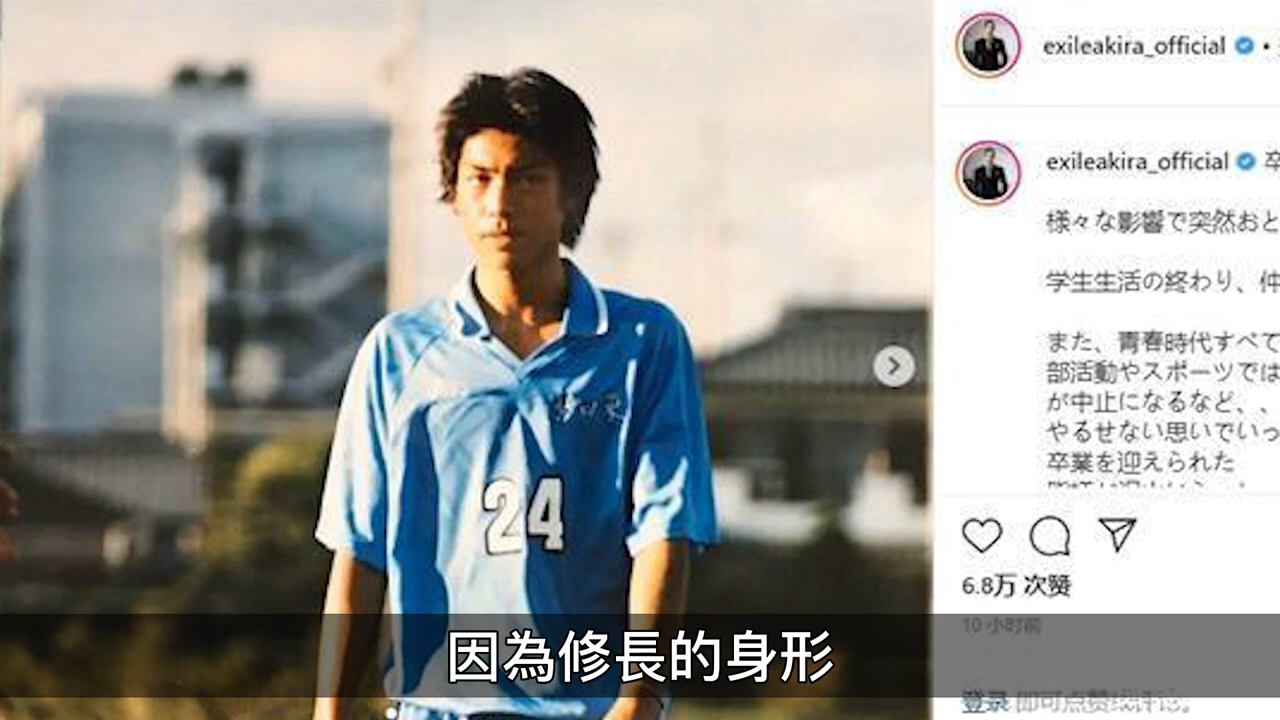 exileakira_official •
exileakira_official 卒
様々な影響で突然おと
学生生活の終わり、仲
また、青春時代すべて
部活動やスポーツでは
が中止になるなど、、
やるせない思いでいっ
卒業を迎えられた
24
6.8万 次赞
10 小时前
因為修長的身形
登录 即可点赞或评论。